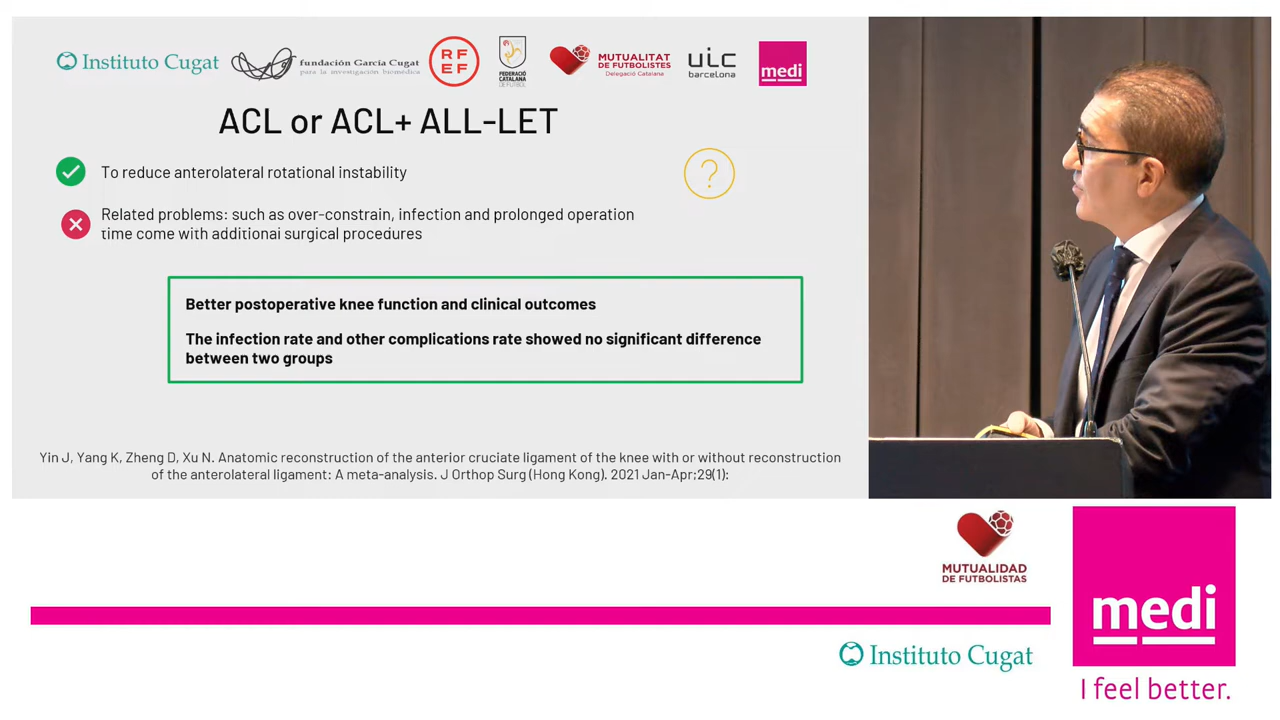 Instituto Cugat
fundación García Cugat
para la investigación biomédica
RF
EF
FEDERACIÓ
CATALANA
DE FUTBOL
MUTUALITAT
DE FUTBOLISTES
Delegació Catalana
uic
barcelona
medi
ACL or ACL+ ALL-LET
To reduce anterolateral rotational instability
?
Related problems: such as over-constrain, infection and prolonged operation
time come with additional surgical procedures
Better postoperative knee function and clinical outcomes
The infection rate and other complications rate showed no significant difference
between two groups
Yin J, Yang K, Zheng D, Xu N. Anatomic reconstruction of the anterior cruciate ligament of the knee with or without reconstruction
of the anterolateral ligament: A meta-analysis. J Orthop Surg (Hong Kong). 2021 Jan-Apr;29(1):
MUTUALIDAD
DE FUTBOLISTAS
medi
Instituto Cugat
I feel better.